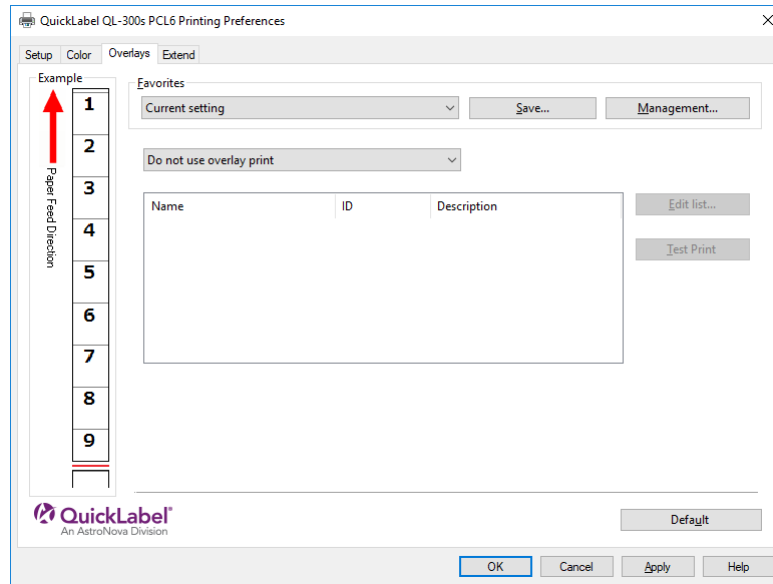 QuickLabel QL-300s PCL6 Printing Preferences
Setup Color Overlays Extend
Example
Paper Feed Direction
1
2
3
4
5
6
7
8
9
Favorites
Current setting Save... Management...
Do not use overlay print
Name ID Description
Edit list...
Test Print
QuickLabel®
An AstroNova Division
Default
OK Cancel Apply Help